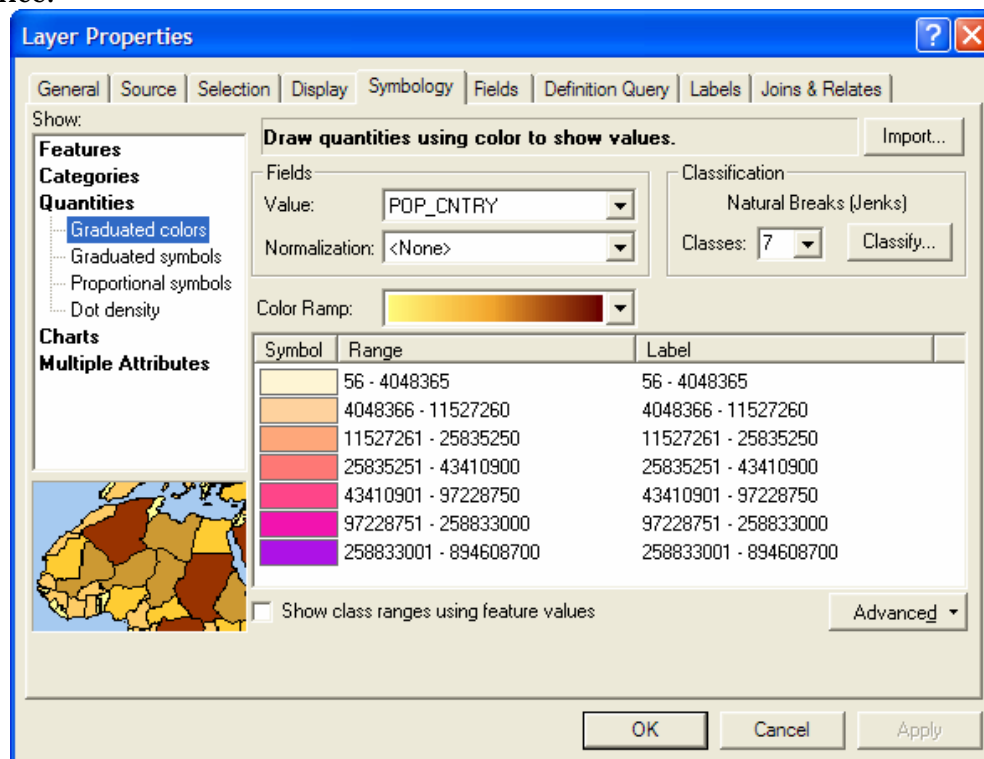 Layer Properties
General Source Selection Display Symbology Fields Definition Query Labels Joins & Relates
Show:
Features
Categories
Quantities
Graduated colors
Graduated symbols
Proportional symbols
Dot density
Charts
Multiple Attributes
Draw quantities using color to show values.
Import...
Fields
Value: POP_CNTRY
Normalization: <None>
Classification
Natural Breaks (Jenks)
Classes: 7 Classify...
Color Ramp:
Symbol Range Label
56 - 4048365 56 - 4048365
4048366 - 11527260 4048366 - 11527260
11527261 - 25835250 11527261 - 25835250
25835251 - 43410900 25835251 - 43410900
43410901 - 97228750 43410901 - 97228750
97228751 - 258833000 97228751 - 258833000
258833001 - 894608700 258833001 - 894608700
Show class ranges using feature values
Advanced
OK Cancel Apply